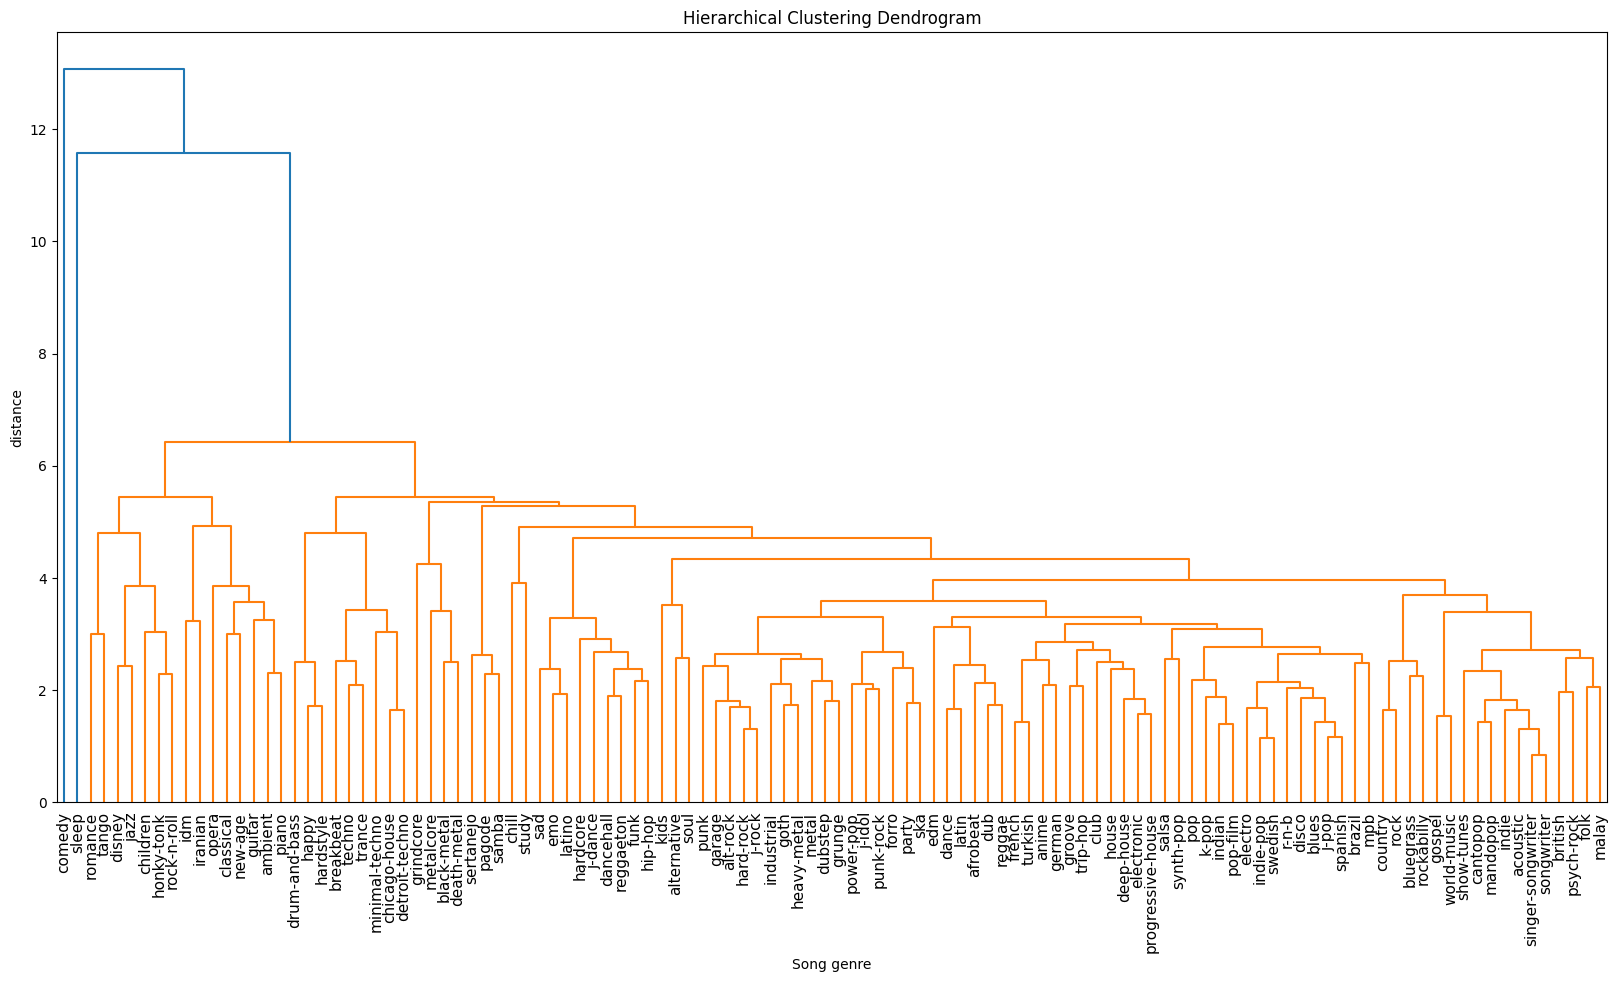 Hierarchical Clustering Dendrogram
12
10
8
6
4
2
0
distance
comedy
sleep
romance
tango
disney
jazz
children
honky-tonk
rock-n-roll
idm
iranian
opera
classical
new-age
guitar
ambient
piano
drum-and-bass
happy
hardstyle
breakbeat
techno
trance
minimal-techno
chicago-house
detroit-techno
grindcore
metalcore
black-metal
death-metal
sertanejo
pagode
samba
chill
study
sad
emo
latino
hardcore
j-dance
dancehall
reggaeton
funk
hip-hop
kids
alternative
soul
punk
garage
alt-rock
hard-rock
j-rock
industrial
goth
heavy-metal
metal
dubstep
grunge
power-pop
j-idol
punk-rock
forro
party
ska
edm
dance
latin
afrobeat
dub
reggae
french
turkish
anime
german
groove
trip-hop
club
house
deep-house
electronic
progressive-house
salsa
synth-pop
pop
k-pop
indian
pop-film
electro
indie-pop
swedish
r-n-b
disco
blues
j-pop
spanish
brazil
mpb
country
rock
bluegrass
rockabilly
gospel
world-music
show-tunes
cantopop
mandopop
indie
acoustic
singer-songwriter
songwriter
british
psych-rock
folk
malay
Song genre